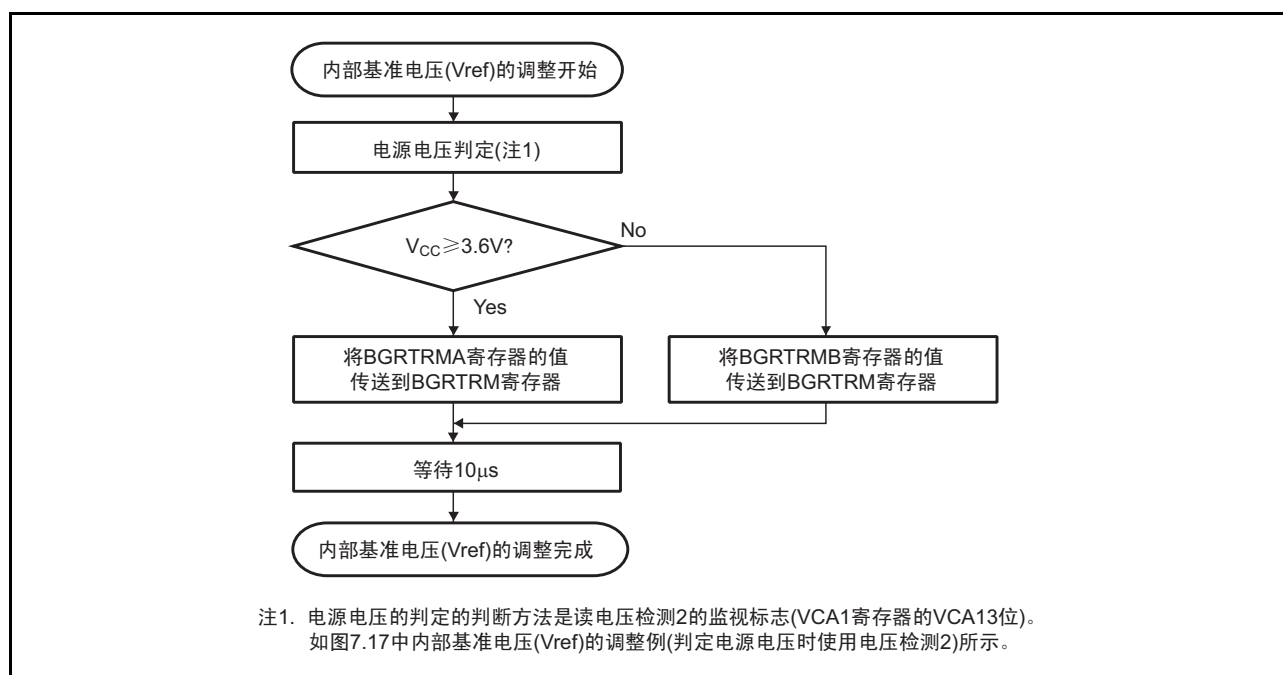 内部基准电压(Vref)的调整开始
电源电压判定(注1)
VCC≥3.6V?
No
Yes
将BGRTRMA寄存器的值
传送到BGRTRM寄存器
将BGRTRMB寄存器的值
传送到BGRTRM寄存器
等待10μs
内部基准电压(Vref)的调整完成
注1. 电源电压的判定的判断方法是读电压检测2的监视标志(VCA1寄存器的VCA13位)。
如图7.17中内部基准电压(Vref)的调整例(判定电源电压时使用电压检测2)所示。